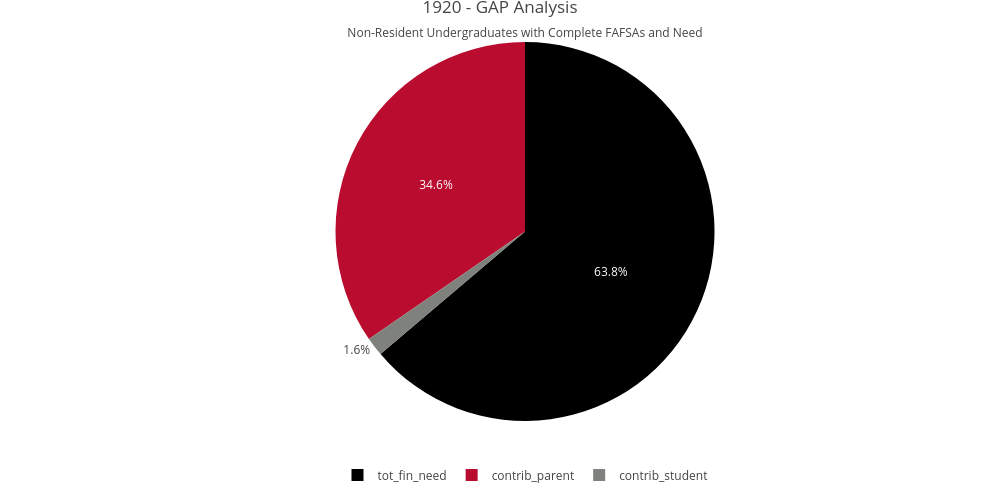 1920 - GAP Analysis
Non-Resident Undergraduates with Complete FAFSAs and Need
34.6%
63.8%
1.6%
tot_fin_need contrib_parent contrib_student